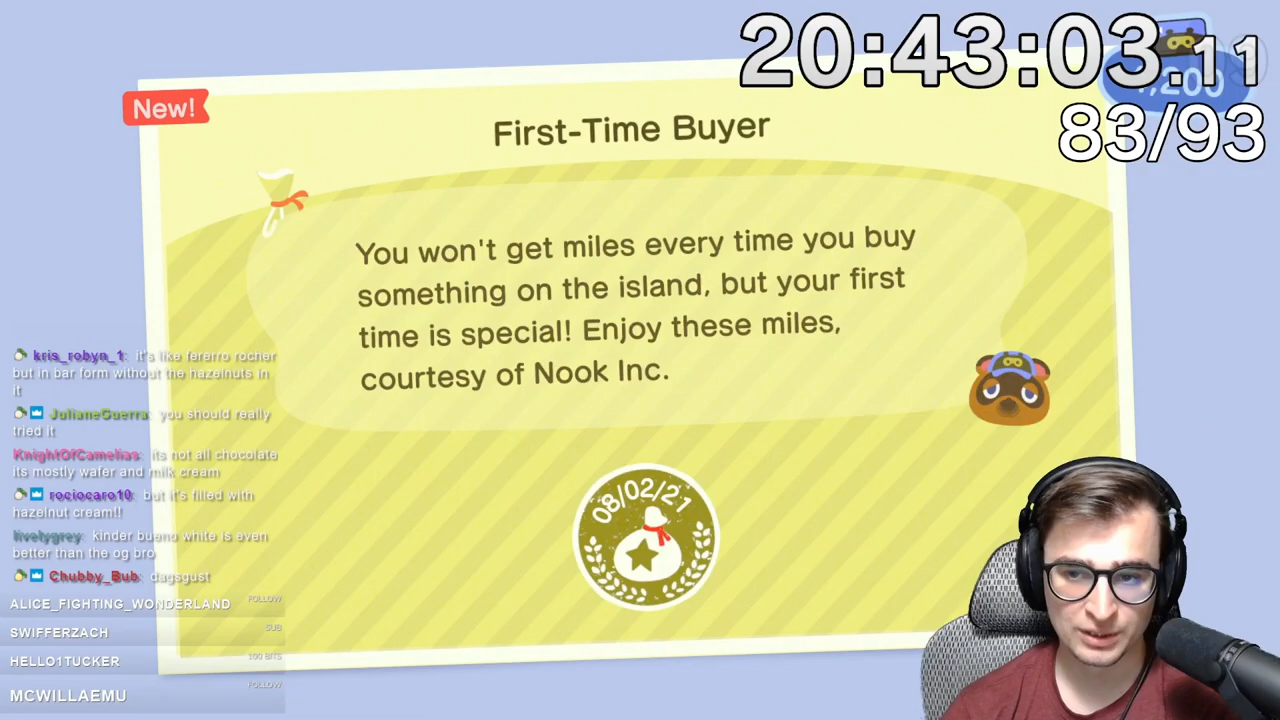 20:43:03.11
1,200
83/93
New!
First-Time Buyer
You won't get miles every time you buy
something on the island, but your first
time is special! Enjoy these miles,
courtesy of Nook Inc.
08/02/21
kris_robyn_1: it's like fererro rocher
but in bar form without the hazelnuts in
it
JulianeGuerra: you should really
tried it
KnightOfCamelias: its not all chocolate
its mostly wafer and milk cream
rociocaro10: but it's filled with
hazelnut cream!!
livelygrey: kinder bueno white is even
better than the og bro
Chubby_Bub: dagsgust
ALICE_FIGHTING_WONDERLAND FOLLOW
SWIFFERZACH SUB
HELLO1TUCKER 100 BITS
MCWILLAEMU FOLLOW